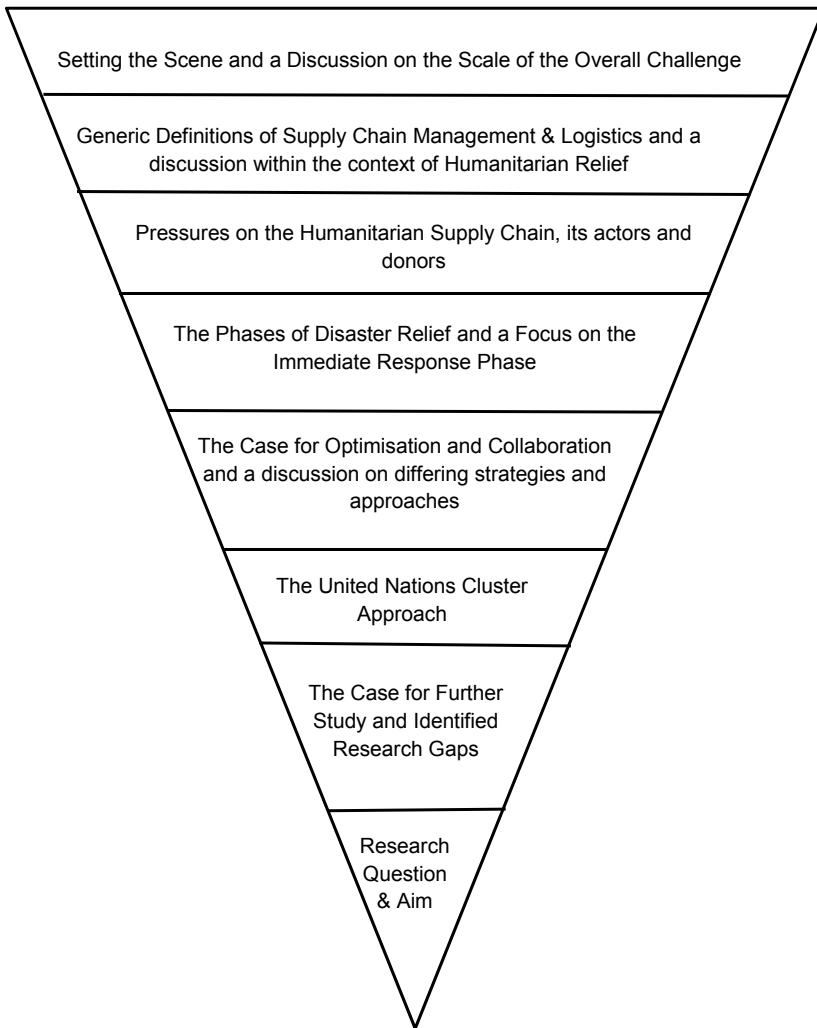 Setting the Scene and a Discussion on the Scale of the Overall Challenge
Generic Definitions of Supply Chain Management & Logistics and a
discussion within the context of Humanitarian Relief
Pressures on the Humanitarian Supply Chain, its actors and
donors
The Phases of Disaster Relief and a Focus on the
Immediate Response Phase
The Case for Optimisation and Collaboration
and a discussion on differing strategies and
approaches
The United Nations Cluster
Approach
The Case for Further
Study and Identified
Research Gaps
Research
Question
& Aim